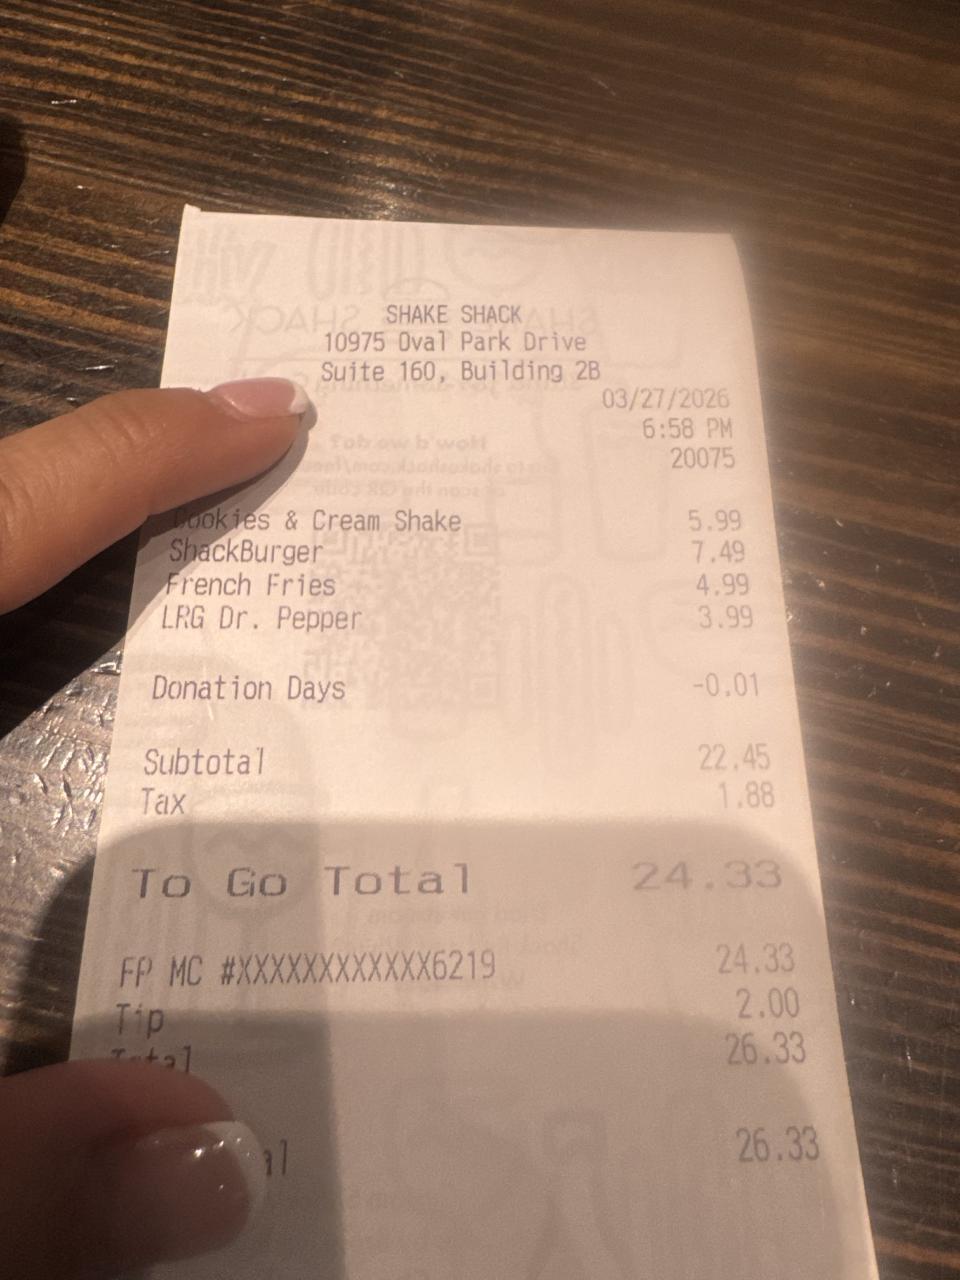 SHAKE SHACK
10975 Oval Park Drive
Suite 160, Building 2B
03/27/2026
6:58 PM
20075
Cookies & Cream Shake 5.99
ShackBurger 7.49
French Fries 4.99
LRG Dr. Pepper 3.99
Donation Days -0.01
Subtotal 22.45
Tax 1.88
To Go Total 24.33
FP MC #XXXXXXXXXXXX6219 24.33
Tip 2.00
Total 26.33
26.33